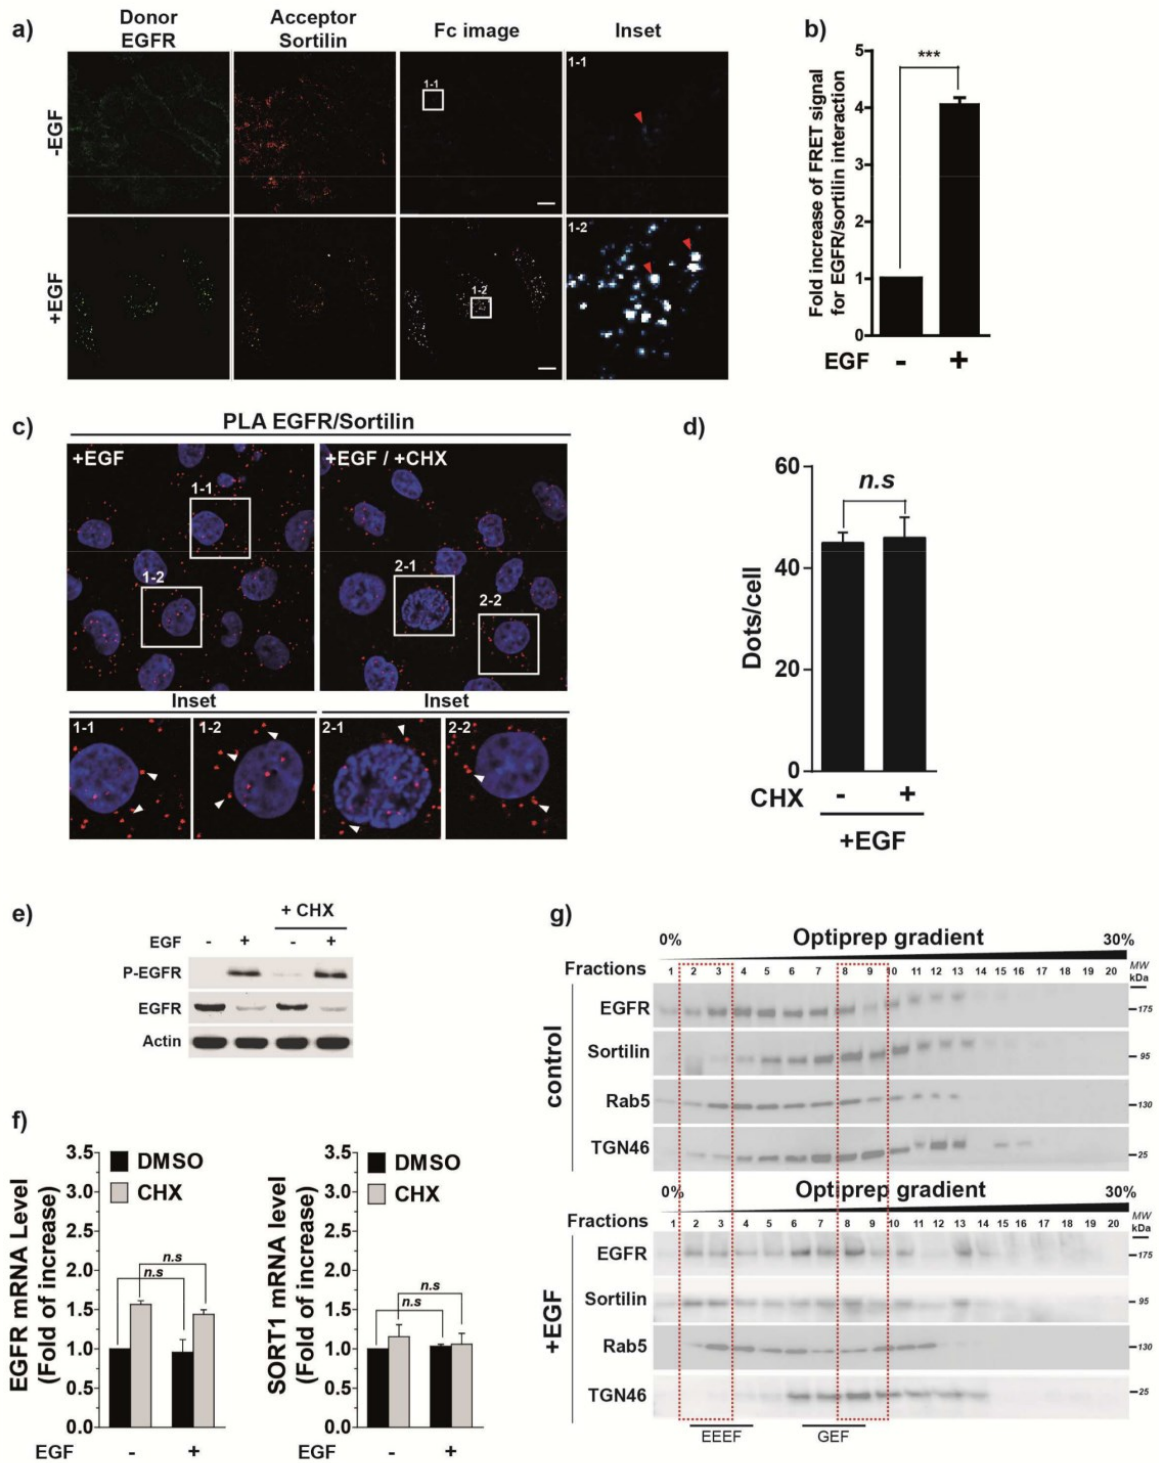 a)
Donor
EGFR
Acceptor
Sortilin
Fc image
Inset
-EGF
1-1
1-1
+EGF
1-2
1-2
b)
Fold increase of FRET signal
for EGFR/sortilin interaction
5
4
3
2
1
0
***
EGF - +
c)
PLA EGFR/Sortilin
+EGF
+EGF / +CHX
1-1
1-2
2-1
2-2
Inset
Inset
1-1
1-2
2-1
2-2
d)
Dots/cell
60
40
20
0
n.s
CHX - +
+EGF
e)
+ CHX
EGF - + - +
P-EGFR
EGFR
Actin
f)
EGFR mRNA Level
(Fold of increase)
3.5
3.0
2.5
2.0
1.5
1.0
0.5
0.0
DMSO
CHX
n.s
n.s
EGF - +
SORT1 mRNA level
(Fold of increase)
3.5
3.0
2.5
2.0
1.5
1.0
0.5
0.0
DMSO
CHX
n.s
n.s
EGF - +
g)
0% Optiprep gradient 30%
Fractions 1 2 3 4 5 6 7 8 9 10 11 12 13 14 15 16 17 18 19 20
MW
kDa
control
EGFR 175
Sortilin 95
Rab5 130
TGN46 25
0% Optiprep gradient 30%
Fractions 1 2 3 4 5 6 7 8 9 10 11 12 13 14 15 16 17 18 19 20
MW
kDa
+EGF
EGFR 175
Sortilin 95
Rab5 130
TGN46 25
EEEF GEF